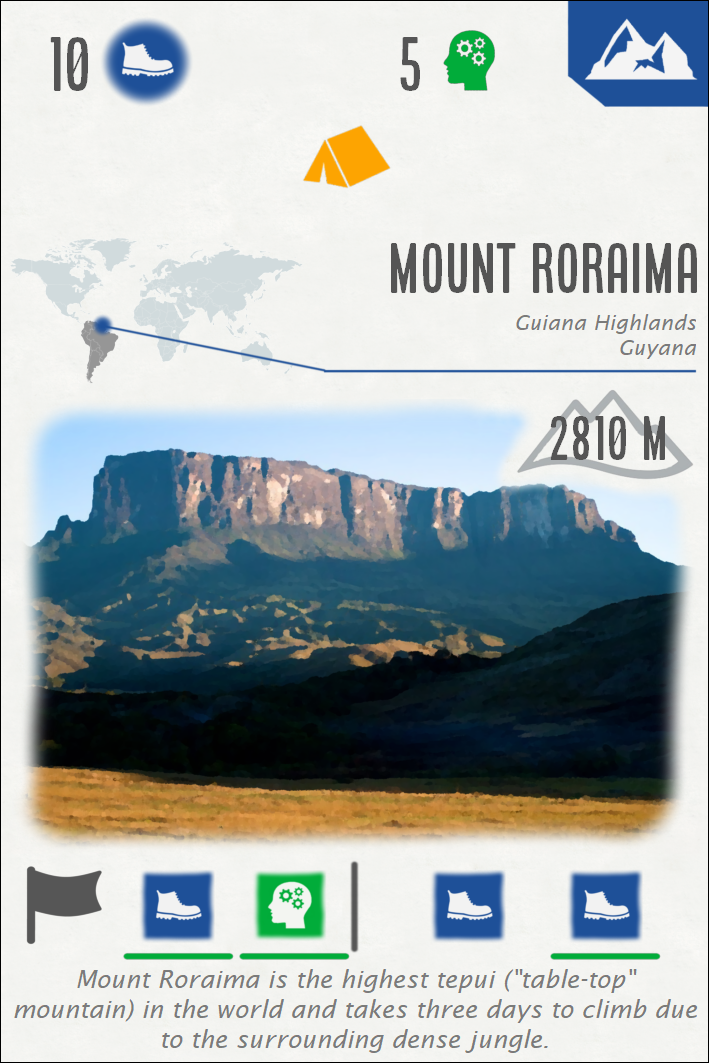 10
5
MOUNT RORAIMA
Guiana Highlands
Guyana
2810 M
Mount Roraima is the highest tepui ("table-top"
mountain) in the world and takes three days to climb due
to the surrounding dense jungle.